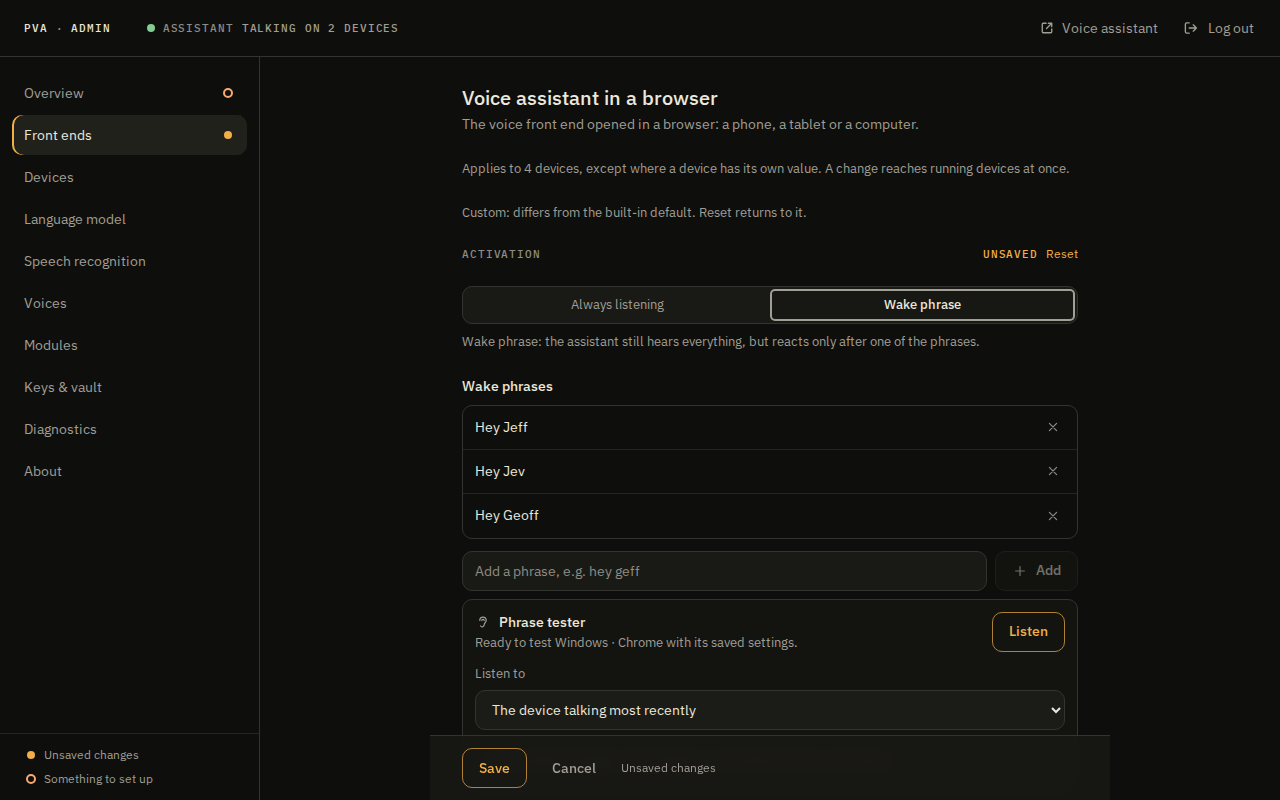 PVA · ADMIN
ASSISTANT TALKING ON 2 DEVICES
Voice assistant
Log out
Overview
Front ends
Devices
Language model
Speech recognition
Voices
Modules
Keys & vault
Diagnostics
About
Unsaved changes
Something to set up
Voice assistant in a browser
The voice front end opened in a browser: a phone, a tablet or a computer.
Applies to 4 devices, except where a device has its own value. A change reaches running devices at once.
Custom: differs from the built-in default. Reset returns to it.
ACTIVATION
UNSAVED Reset
Always listening
Wake phrase
Wake phrase: the assistant still hears everything, but reacts only after one of the phrases.
Wake phrases
Hey Jeff
Hey Jev
Hey Geoff
Add a phrase, e.g. hey geff
Add
Phrase tester
Ready to test Windows · Chrome with its saved settings.
Listen
Listen to
The device talking most recently
Save
Cancel
Unsaved changes